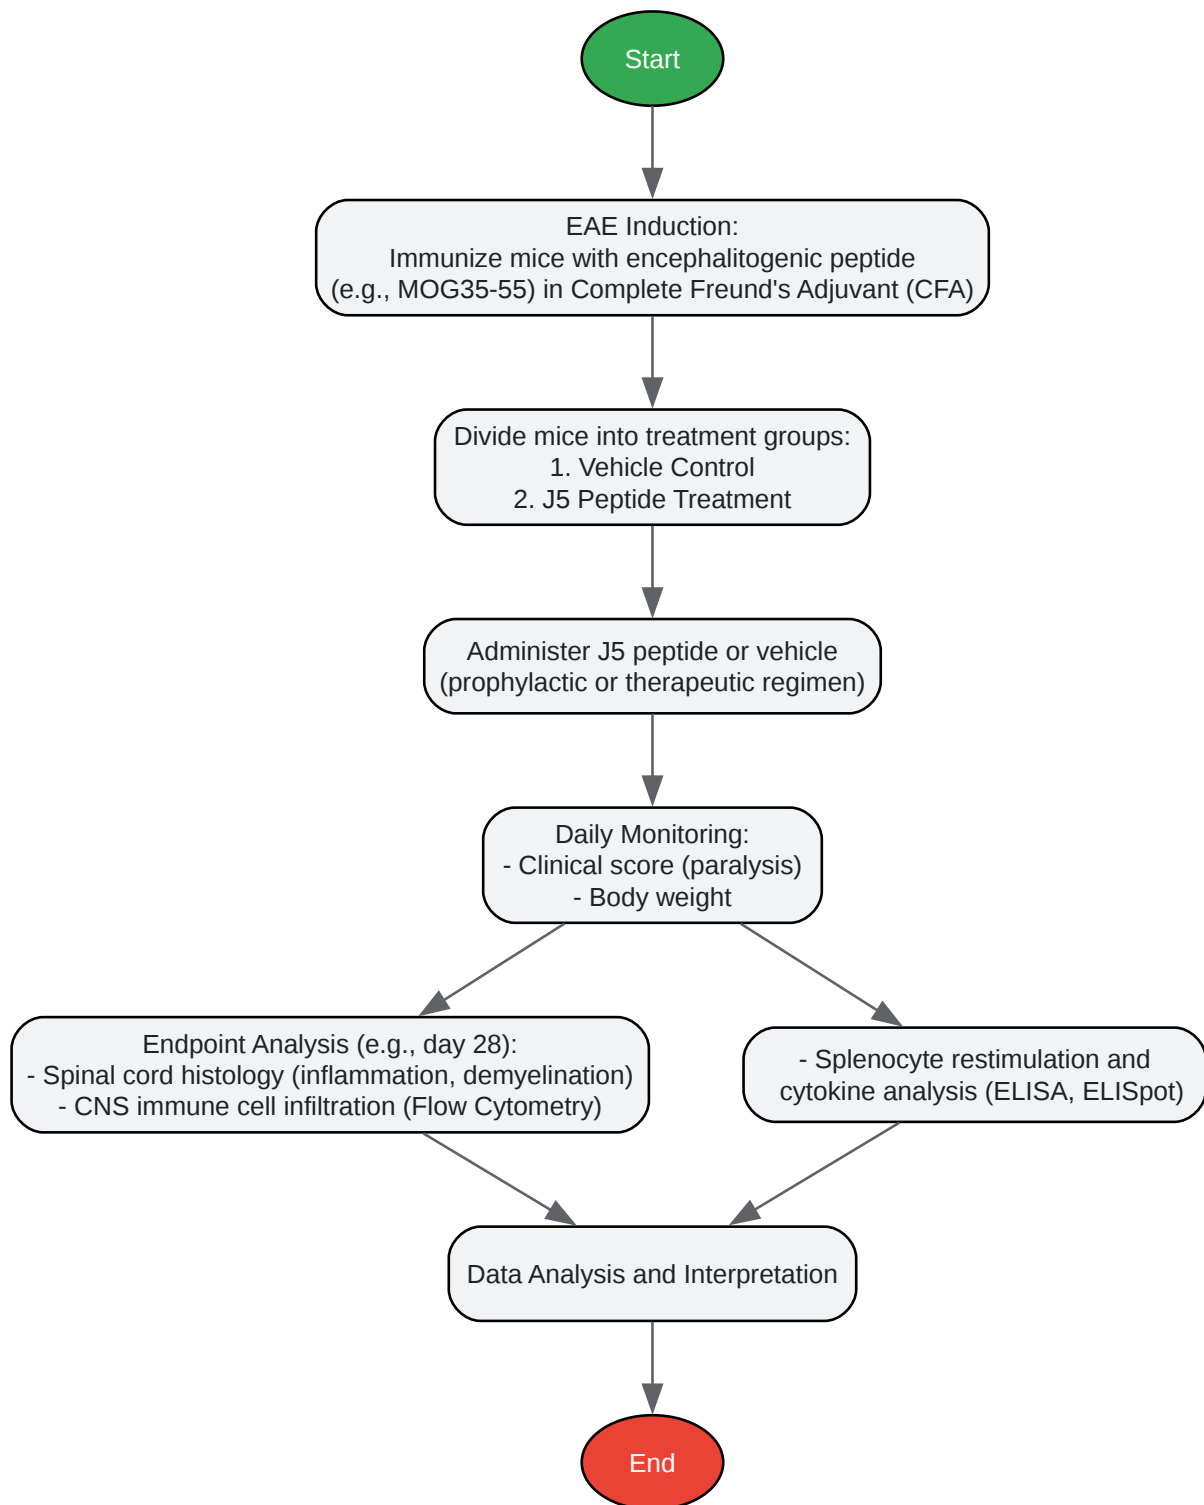 Start
EAE Induction:
Immunize mice with encephalitogenic peptide
(e.g., MOG35-55) in Complete Freund's Adjuvant (CFA)
Divide mice into treatment groups:
1. Vehicle Control
2. J5 Peptide Treatment
Administer J5 peptide or vehicle
(prophylactic or therapeutic regimen)
Daily Monitoring:
- Clinical score (paralysis)
- Body weight
Endpoint Analysis (e.g., day 28):
- Spinal cord histology (inflammation, demyelination)
- CNS immune cell infiltration (Flow Cytometry)
- Splenocyte restimulation and
cytokine analysis (ELISA, ELISpot)
Data Analysis and Interpretation
End